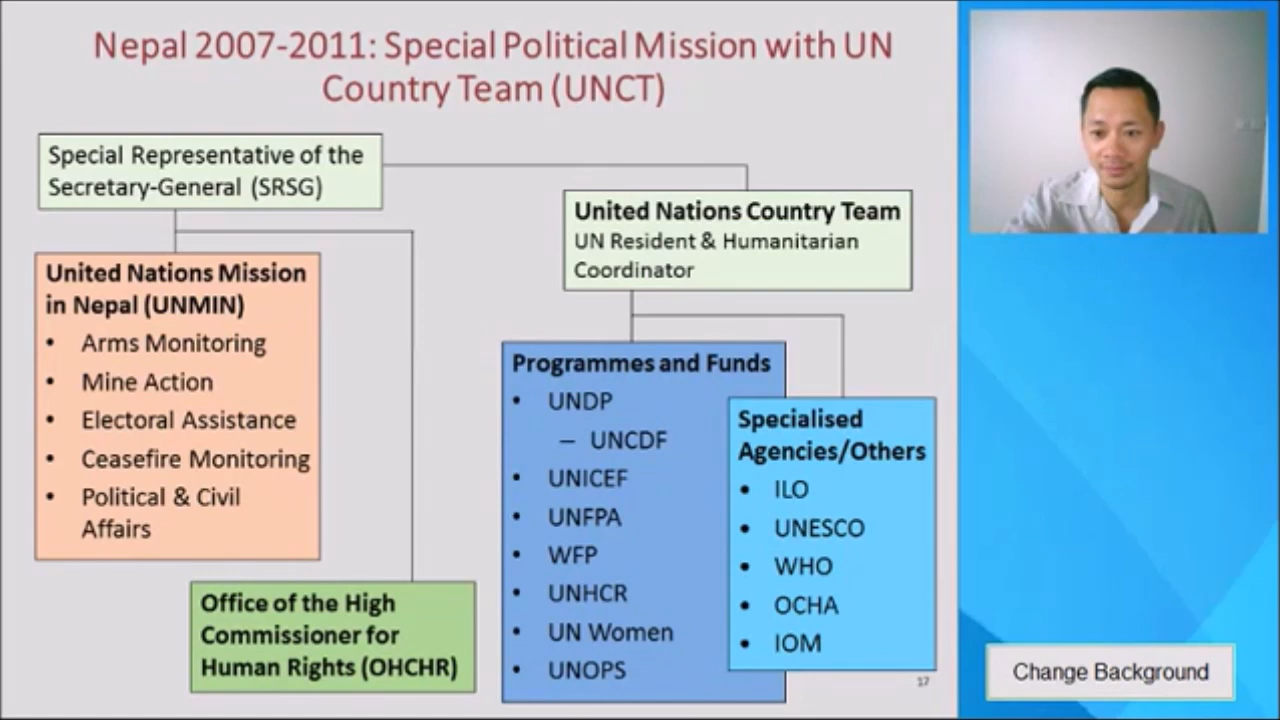 Nepal 2007-2011: Special Political Mission with UN
Country Team (UNCT)
Special Representative of the
Secretary-General (SRSG)
United Nations Country Team
UN Resident & Humanitarian
Coordinator
United Nations Mission
in Nepal (UNMIN)
• Arms Monitoring
• Mine Action
• Electoral Assistance
• Ceasefire Monitoring
• Political & Civil
Affairs
Office of the High
Commissioner for
Human Rights (OHCHR)
Programmes and Funds
• UNDP
– UNCDF
• UNICEF
• UNFPA
• WFP
• UNHCR
• UN Women
• UNOPS
Specialised
Agencies/Others
• ILO
• UNESCO
• WHO
• OCHA
• IOM
17
Change Background